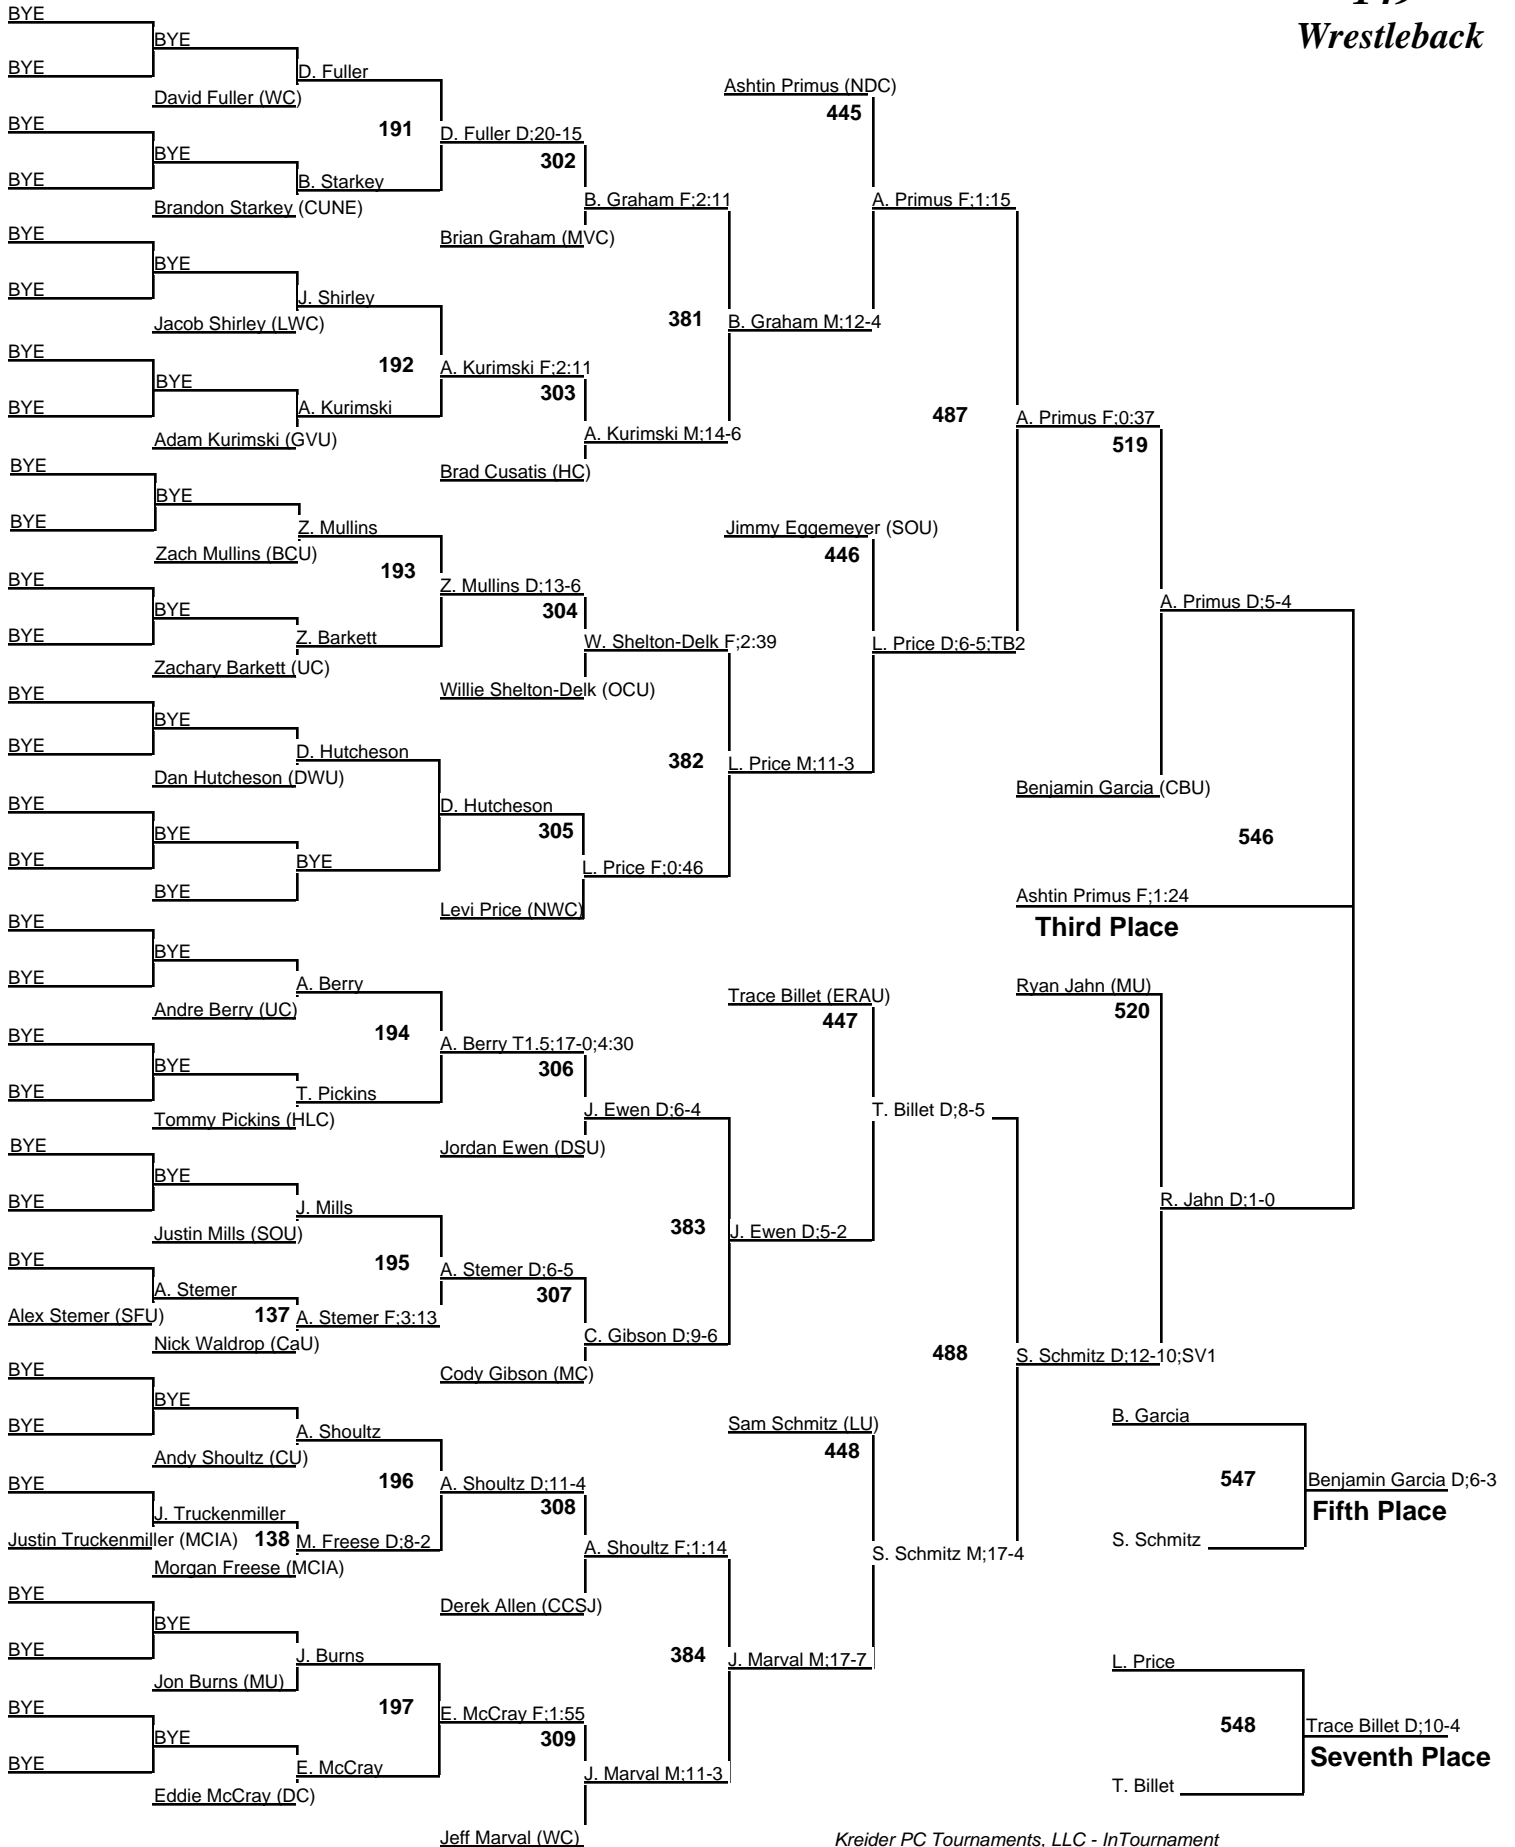 Wrestleback
BYE
BYE
BYE
D. Fuller
BYE
David Fuller (WC)
191
D. Fuller D;20-15
BYE
BYE
302
BYE
B. Starkey
Brandon Starkey (CUNE)
B. Graham F;2:11
Brian Graham (MVC)
BYE
BYE
BYE
J. Shirley
Jacob Shirley (LWC)
381
B. Graham M;12-4
BYE
192
A. Kurimski F;2:11
BYE
303
BYE
A. Kurimski
A. Kurimski M;14-6
Adam Kurimski (GVU)
Brad Cusatis (HC)
Ashtin Primus (NDC)
445
A. Primus F;1:15
487
A. Primus F;0:37
519
BYE
BYE
BYE
Z. Mullins
Zach Mullins (BCU)
193
BYE
Z. Mullins D;13-6
BYE
304
BYE
Z. Barkett
W. Shelton-Delk F;2:39
Zachary Barkett (UC)
Willie Shelton-Delk (OCU)
BYE
BYE
BYE
D. Hutcheson
382
L. Price M;11-3
Dan Hutcheson (DWU)
D. Hutcheson
BYE
305
BYE
BYE
BYE
L. Price F;0:46
BYE
Levi Price (NWC)
Jimmy Eggemeyer (SOU)
446
L. Price D;6-5;TB2
A. Primus D;5-4
Benjamin Garcia (CBU)
546
Ashtin Primus F;1:24
Third Place
BYE
BYE
BYE
A. Berry
Andre Berry (UC)
194
BYE
A. Berry T1.5;17-0;4:30
BYE
306
BYE
T. Pickins
J. Ewen D;6-4
Tommy Pickins (HLC)
Jordan Ewen (DSU)
BYE
BYE
BYE
J. Mills
Justin Mills (SOU)
383
J. Ewen D;5-2
BYE
195
A. Stemer D;6-5
A. Stemer
307
Alex Stemer (SFU)
137
A. Stemer F;3:13
C. Gibson D;9-6
Nick Waldrop (CaU)
Cody Gibson (MC)
Trace Billet (ERAU)
447
T. Billet D;8-5
Ryan Jahn (MU)
520
R. Jahn D;1-0
488
S. Schmitz D;12-10;SV1
BYE
BYE
BYE
A. Shoultz
Andy Shoultz (CU)
196
BYE
A. Shoultz D;11-4
J. Truckenmiller
308
Justin Truckenmiller (MCIA)
138
M. Freese D;8-2
A. Shoultz F;1:14
Morgan Freese (MCIA)
Derek Allen (CCSJ)
BYE
BYE
BYE
J. Burns
384
J. Marval M;17-7
Jon Burns (MU)
BYE
197
E. McCray F;1:55
BYE
309
BYE
E. McCray
J. Marval M;11-3
Eddie McCray (DC)
Jeff Marval (WC)
Sam Schmitz (LU)
448
S. Schmitz M;17-4
B. Garcia
547
Benjamin Garcia D;6-3
Fifth Place
S. Schmitz
L. Price
548
Trace Billet D;10-4
Seventh Place
T. Billet
Kreider PC Tournaments, LLC - InTournament